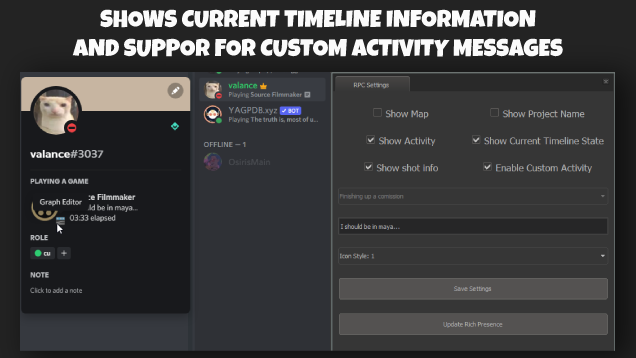 SHOWS CURRENT TIMELINE INFORMATION
AND SUPPOR FOR CUSTOM ACTIVITY MESSAGES
valance#3037
PLAYING A GAME
ce Filmmaker
Graph Editor
uld be in maya...
03:33 elapsed
ROLE
cu +
NOTE
Click to add a note
valance
Playing Source Filmmaker
YAGPDB.xyz ✓ BOT
Playing The truth, is most of u...
OFFLINE — 1
OsirisMain
RPC Settings
Show Map
Show Project Name
Show Activity
Show Current Timeline State
Show shot info
Enable Custom Activity
Finishing up a comission
I should be in maya...
Icon Style: 1
Save Settings
Update Rich Presence